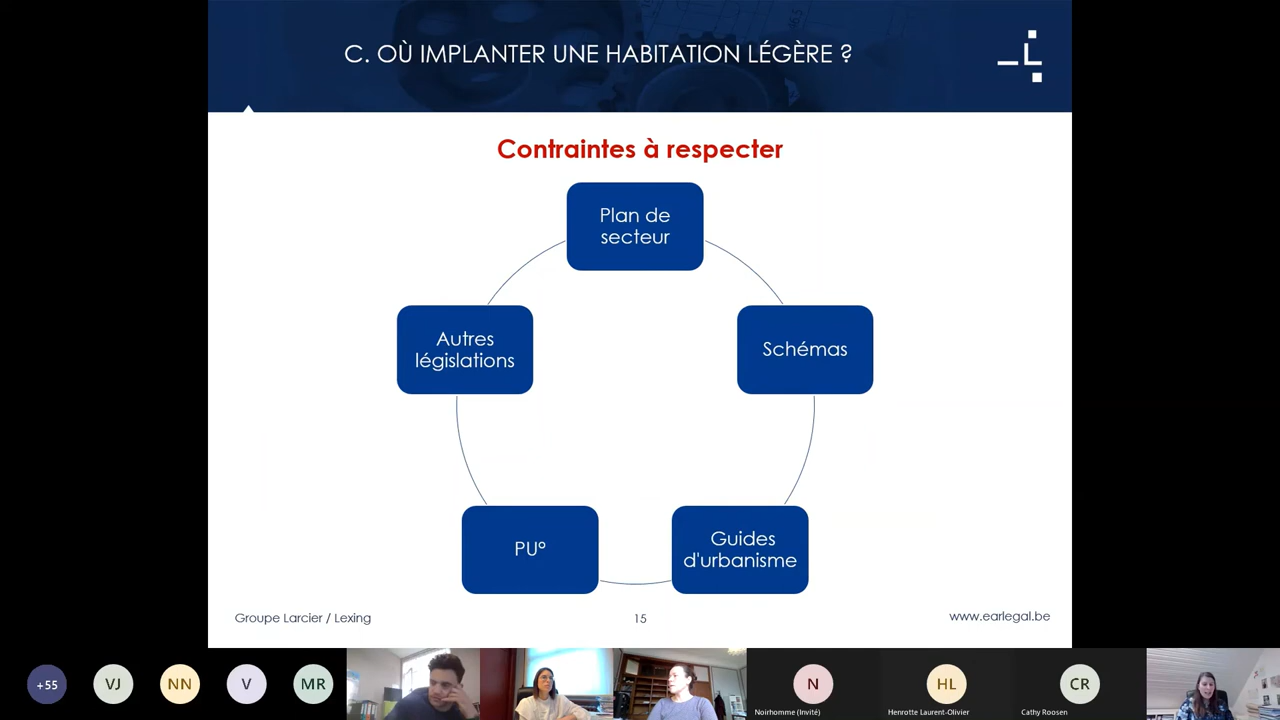 C. OÙ IMPLANTER UNE HABITATION LÉGÈRE ?
Contraintes à respecter
Plan de
secteur
Autres
législations
Schémas
PU°
Guides
d'urbanisme
Groupe Larcier / Lexing
15
www.earlegal.be
+55
VJ
NN
V
MR
N
HL
CR
Noirhomme (Invité)
Henrotte Laurent-Olivier
Cathy Roosen